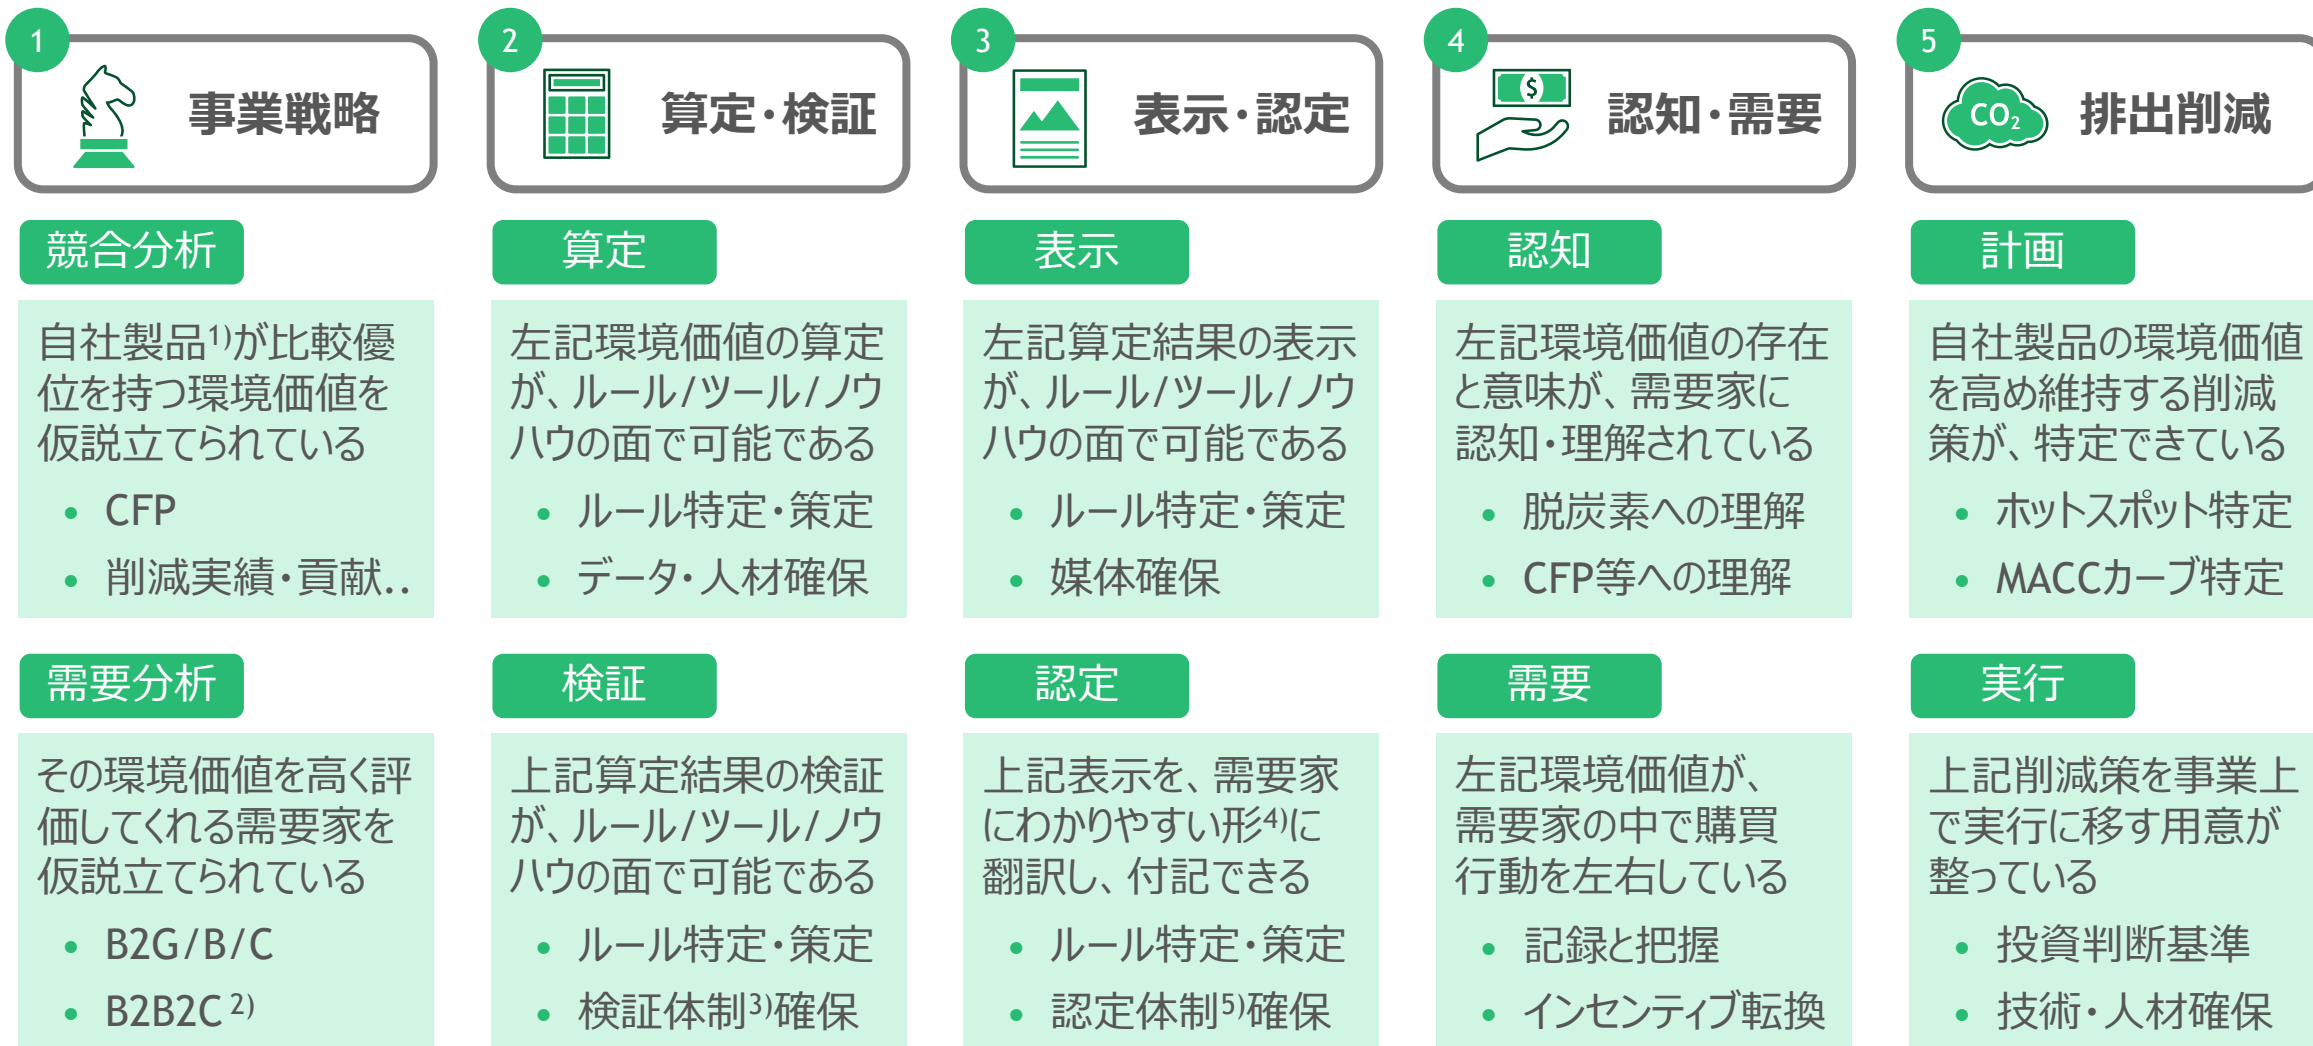 1
事業戦略
競合分析
自社製品1)が比較優
位を持つ環境価値を
仮説立てられている
• CFP
• 削減実績・貢献..
需要分析
その環境価値を高く評
価してくれる需要家を
仮説立てられている
• B2G/B/C
• B2B2C 2)
2
算定・検証
算定
左記環境価値の算定
が、ルール/ツール/ノウ
ハウの面で可能である
• ルール特定・策定
• データ・人材確保
検証
上記算定結果の検証
が、ルール/ツール/ノウ
ハウの面で可能である
• ルール特定・策定
• 検証体制3)確保
3
表示・認定
表示
左記算定結果の表示
が、ルール/ツール/ノウ
ハウの面で可能である
• ルール特定・策定
• 媒体確保
認定
上記表示を、需要家
にわかりやすい形4)に
翻訳し、付記できる
• ルール特定・策定
• 認定体制5)確保
4
$
認知・需要
認知
左記環境価値の存在
と意味が、需要家に
認知・理解されている
• 脱炭素への理解
• CFP等への理解
需要
左記環境価値が、
需要家の中で購買
行動を左右している
• 記録と把握
• インセンティブ転換
5
CO2
排出削減
計画
自社製品の環境価値
を高め維持する削減
策が、特定できている
• ホットスポット特定
• MACCカーブ特定
実行
上記削減策を事業上
で実行に移す用意が
整っている
• 投資判断基準
• 技術・人材確保